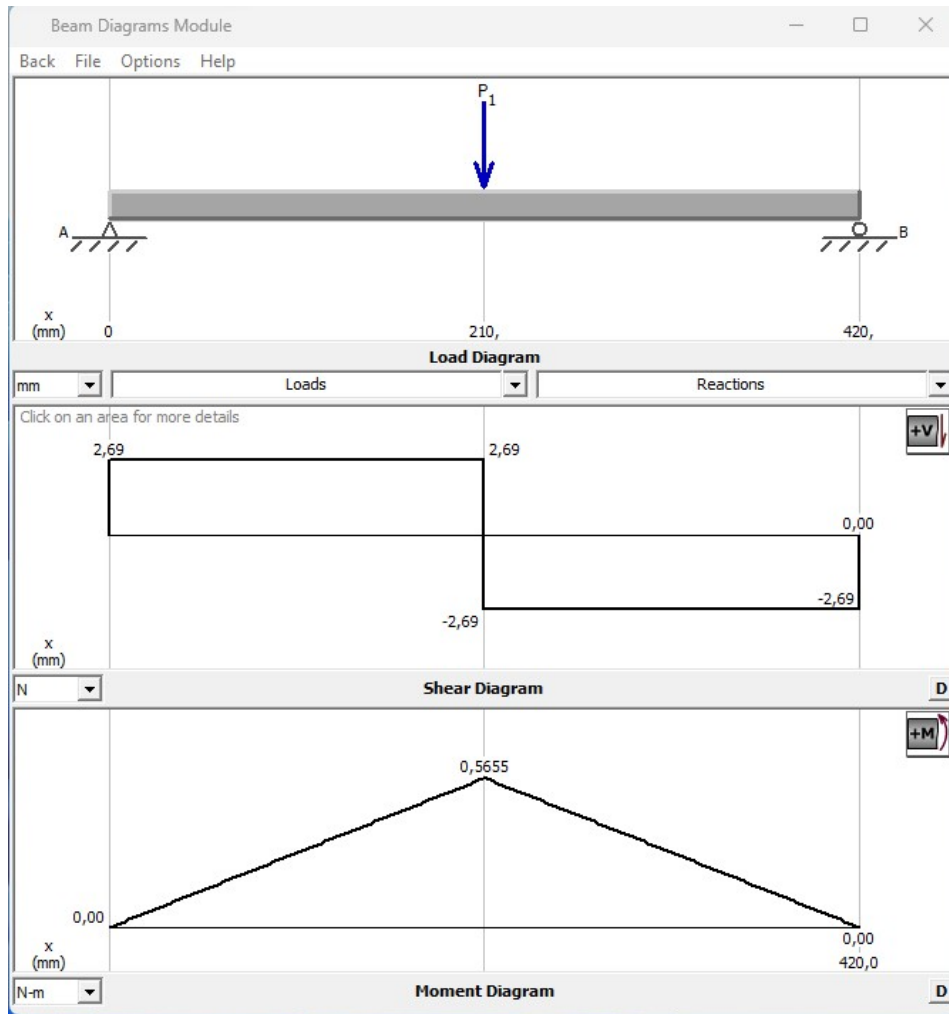 Beam Diagrams Module
Back File Options Help
P1
A
B
x
(mm) 0 210, 420,
Load Diagram
mm Loads Reactions
Click on an area for more details
+V
2,69 2,69
0,00
-2,69
-2,69
x
(mm)
N Shear Diagram D
+M
0,5655
0,00
0,00
x
(mm) 420,0
N-m Moment Diagram D